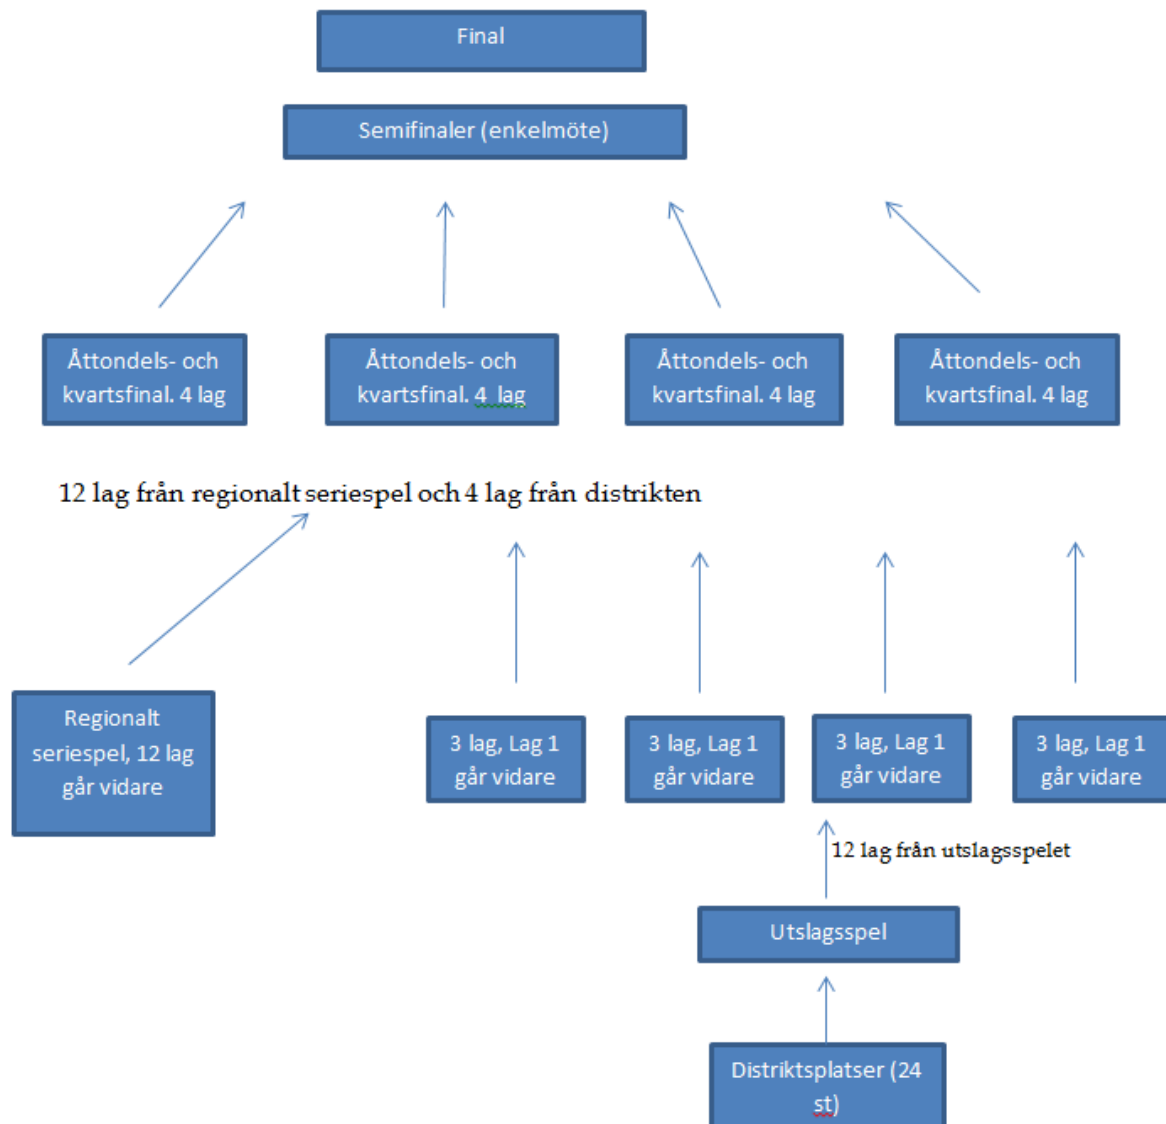 Final
Semifinaler (enkelmöte)
Åttondels- och
kvartsfinal. 4 lag
Åttondels- och
kvartsfinal. 4 lag
Åttondels- och
kvartsfinal. 4 lag
Åttondels- och
kvartsfinal. 4 lag
12 lag från regionalt seriespel och 4 lag från distrikten
Regionalt
seriespel, 12 lag
går vidare
3 lag, Lag 1
går vidare
3 lag, Lag 1
går vidare
3 lag, Lag 1
går vidare
3 lag, Lag 1
går vidare
12 lag från utslagsspelet
Utslagsspel
Distriktsplatser (24
st)